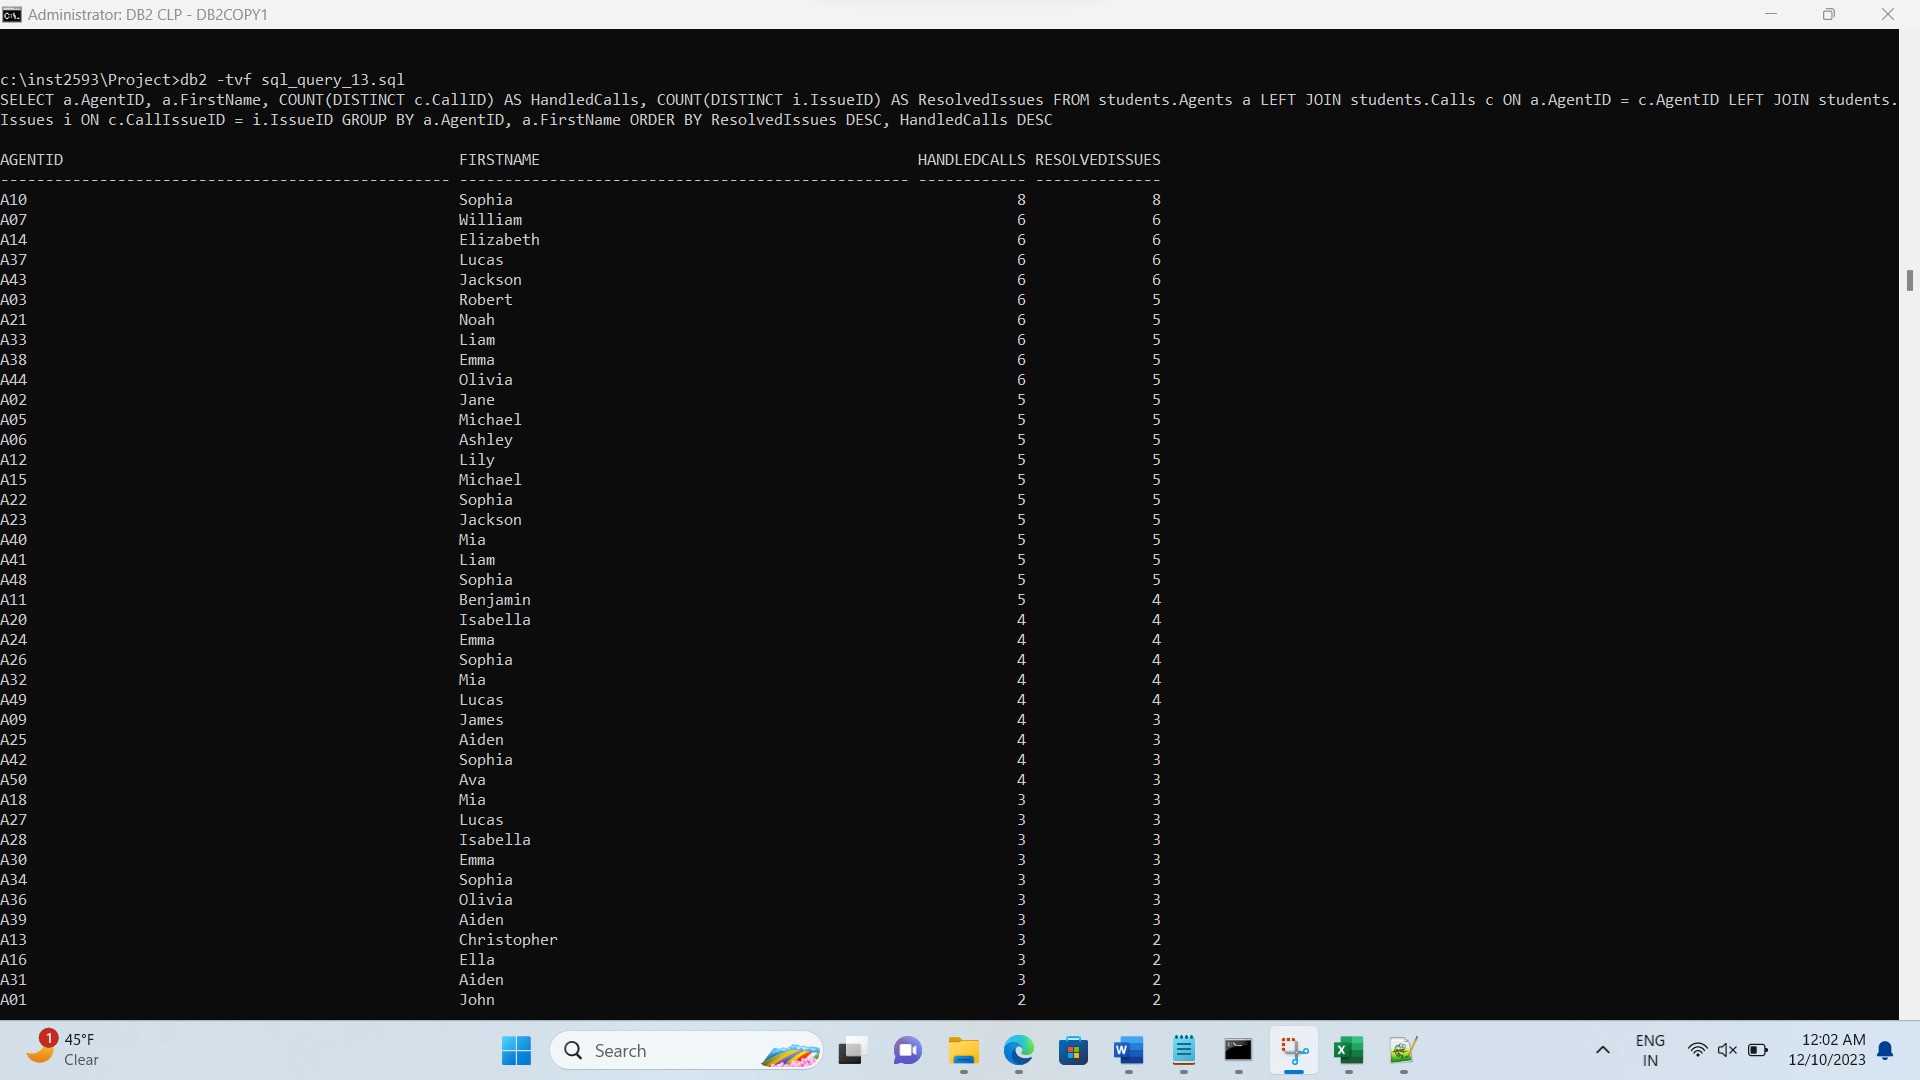 Administrator: DB2 CLP - DB2COPY1
c:\inst2593\Project>db2 -tvf sql_query_13.sql
SELECT a.AgentID, a.FirstName, COUNT(DISTINCT c.CallID) AS HandledCalls, COUNT(DISTINCT i.IssueID) AS ResolvedIssues FROM students.Agents a LEFT JOIN students.Calls c ON a.AgentID = c.AgentID LEFT JOIN students.
Issues i ON c.CallIssueID = i.IssueID GROUP BY a.AgentID, a.FirstName ORDER BY ResolvedIssues DESC, HandledCalls DESC
AGENTID FIRSTNAME HANDLEDCALLS RESOLVEDISSUES
-------------------------------------------------- -------------------------------------------------- ------------ --------------
A10 Sophia 8 8
A07 William 6 6
A14 Elizabeth 6 6
A37 Lucas 6 6
A43 Jackson 6 6
A03 Robert 6 5
A21 Noah 6 5
A33 Liam 6 5
A38 Emma 6 5
A44 Olivia 6 5
A02 Jane 5 5
A05 Michael 5 5
A06 Ashley 5 5
A12 Lily 5 5
A15 Michael 5 5
A22 Sophia 5 5
A23 Jackson 5 5
A40 Mia 5 5
A41 Liam 5 5
A48 Sophia 5 5
A11 Benjamin 5 4
A20 Isabella 4 4
A24 Emma 4 4
A26 Sophia 4 4
A32 Mia 4 4
A49 Lucas 4 4
A09 James 4 3
A25 Aiden 4 3
A42 Sophia 4 3
A50 Ava 4 3
A18 Mia 3 3
A27 Lucas 3 3
A28 Isabella 3 3
A30 Emma 3 3
A34 Sophia 3 3
A36 Olivia 3 3
A39 Aiden 3 3
A13 Christopher 3 2
A16 Ella 3 2
A31 Aiden 3 2
A01 John 2 2
1
45°F
Clear
Search
ENG
IN
12:02 AM
12/10/2023